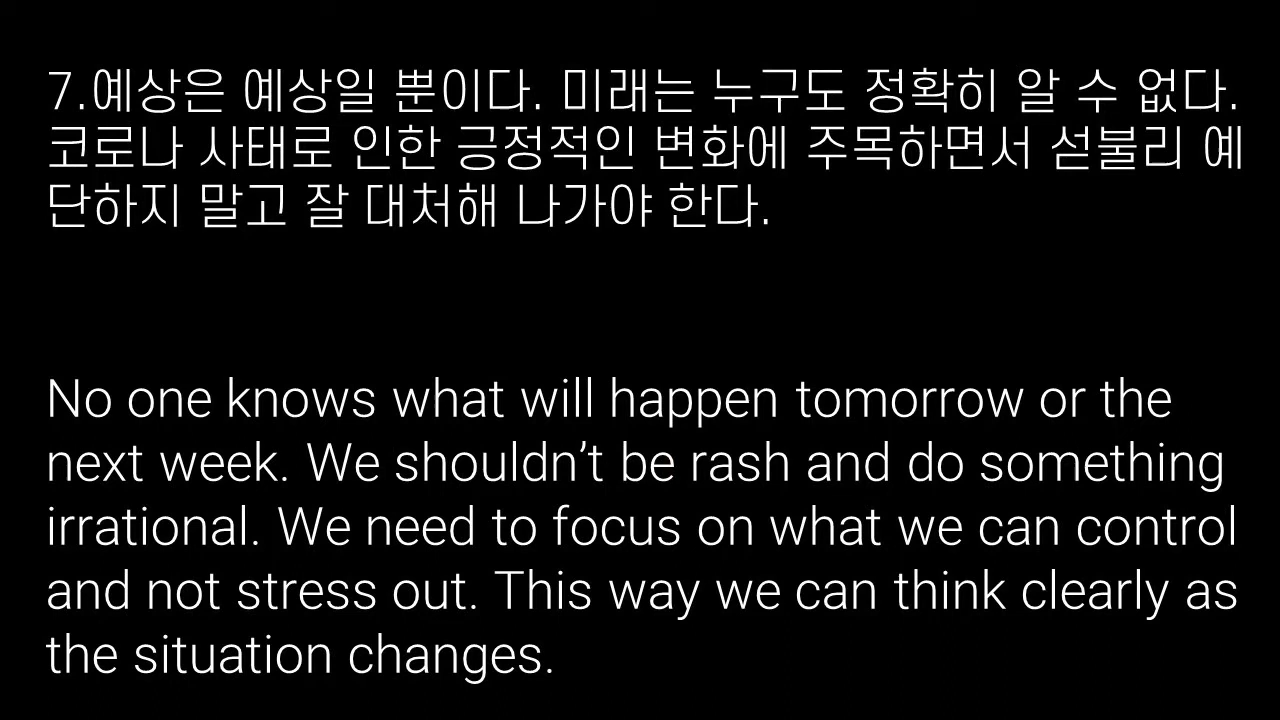 7.예상은 예상일 뿐이다. 미래는 누구도 정확히 알 수 없다.
코로나 사태로 인한 긍정적인 변화에 주목하면서 섣불리 예
단하지 말고 잘 대처해 나가야 한다.
No one knows what will happen tomorrow or the
next week. We shouldn’t be rash and do something
irrational. We need to focus on what we can control
and not stress out. This way we can think clearly as
the situation changes.